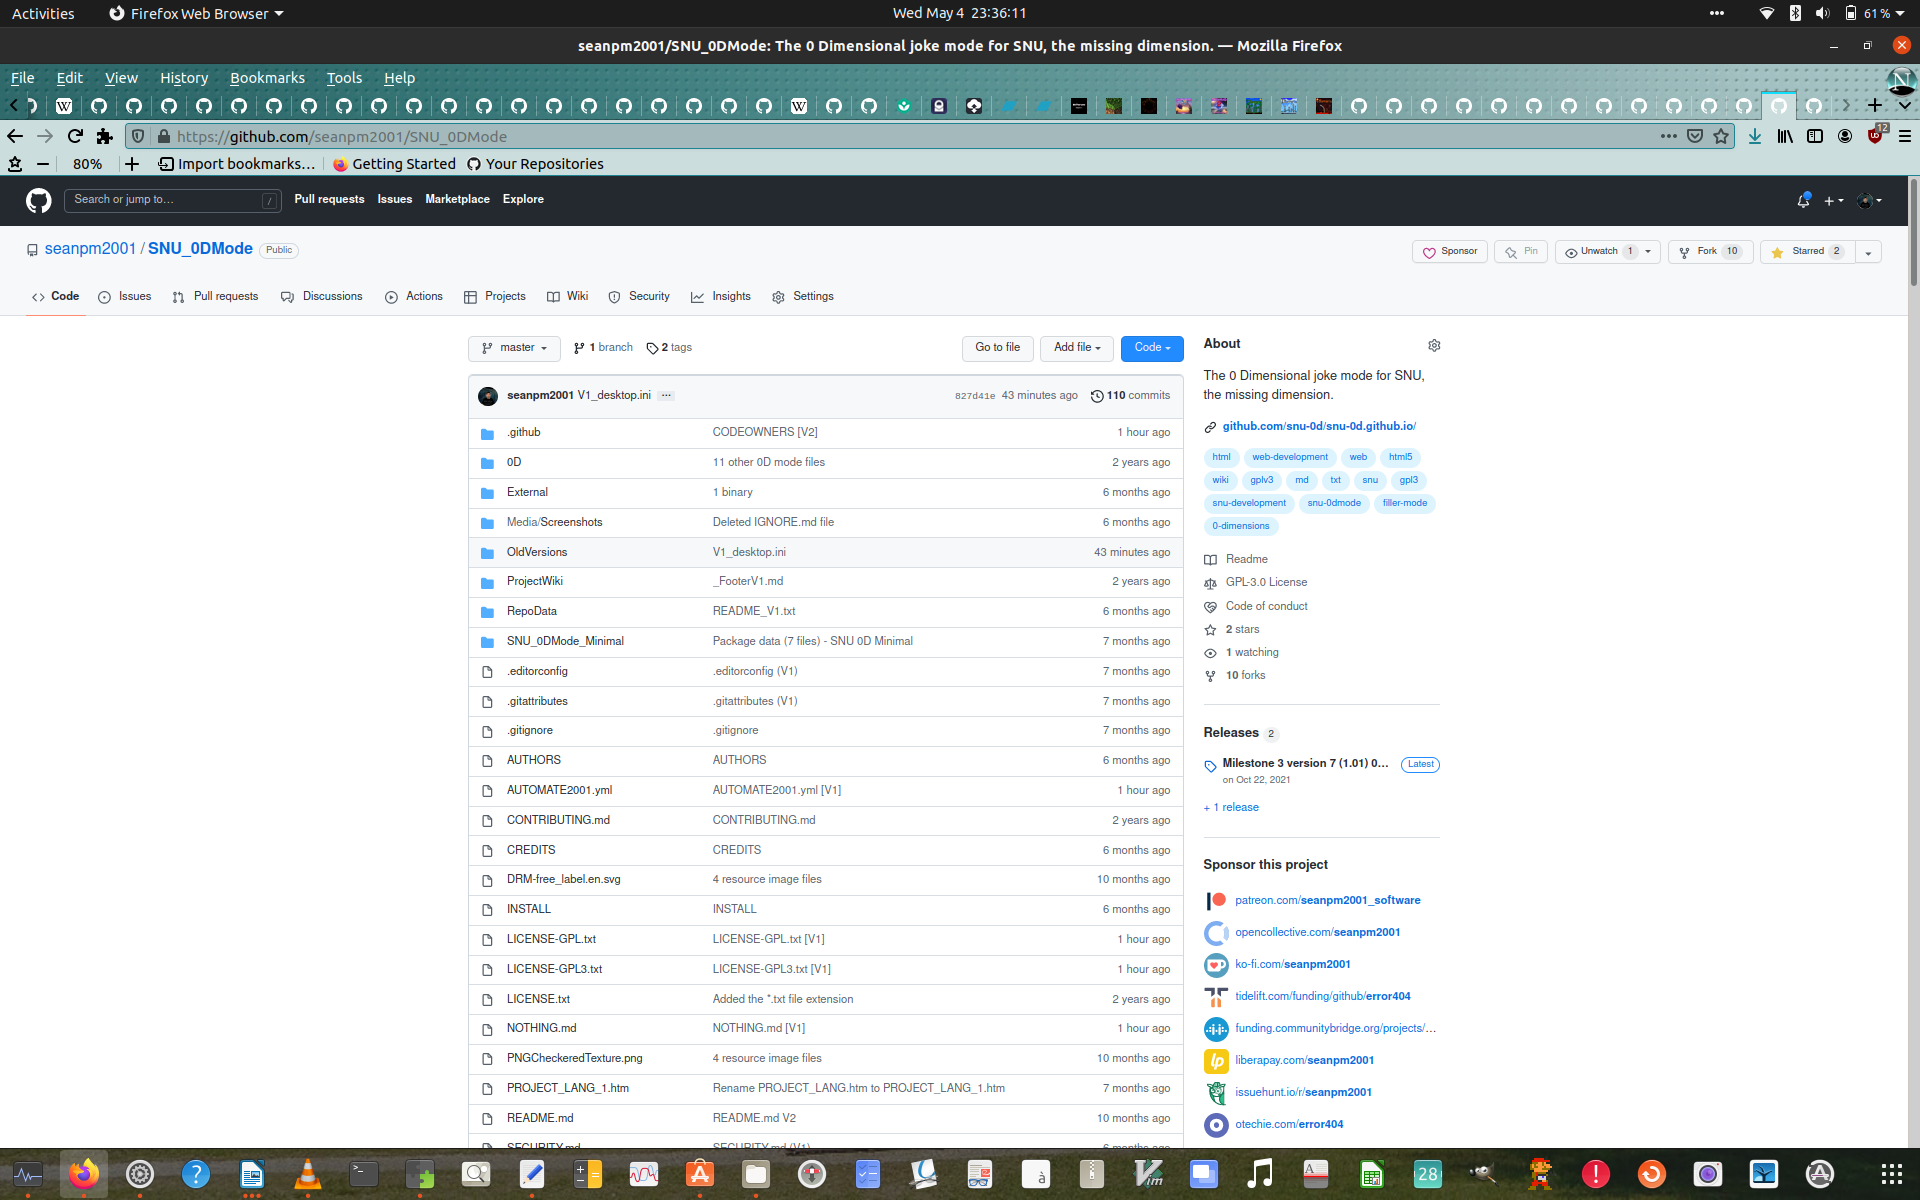 Activities Firefox Web Browser Wed May 4 23:36:11 61 %
seanpm2001/SNU_0DMode: The 0 Dimensional joke mode for SNU, the missing dimension. — Mozilla Firefox
File Edit View History Bookmarks Tools Help
https://github.com/seanpm2001/SNU_0DMode 12
80% Import bookmarks... Getting Started Your Repositories
Search or jump to... / Pull requests Issues Marketplace Explore
seanpm2001 / SNU_0DMode Public Sponsor Pin Unwatch 1 Fork 10 Starred 2
Code Issues Pull requests Discussions Actions Projects Wiki Security Insights Settings
master 1 branch 2 tags Go to file Add file Code
seanpm2001 V1_desktop.ini ... 827d41e 43 minutes ago 110 commits
.github CODEOWNERS [V2] 1 hour ago
0D 11 other 0D mode files 2 years ago
External 1 binary 6 months ago
Media/Screenshots Deleted IGNORE.md file 6 months ago
OldVersions V1_desktop.ini 43 minutes ago
ProjectWiki _FooterV1.md 2 years ago
RepoData README_V1.txt 6 months ago
SNU_0DMode_Minimal Package data (7 files) - SNU 0D Minimal 7 months ago
.editorconfig .editorconfig (V1) 7 months ago
.gitattributes .gitattributes (V1) 7 months ago
.gitignore .gitignore 7 months ago
AUTHORS AUTHORS 6 months ago
AUTOMATE2001.yml AUTOMATE2001.yml [V1] 1 hour ago
CONTRIBUTING.md CONTRIBUTING.md 2 years ago
CREDITS CREDITS 6 months ago
DRM-free_label.en.svg 4 resource image files 10 months ago
INSTALL INSTALL 6 months ago
LICENSE-GPL.txt LICENSE-GPL.txt [V1] 1 hour ago
LICENSE-GPL3.txt LICENSE-GPL3.txt [V1] 1 hour ago
LICENSE.txt Added the *.txt file extension 2 years ago
NOTHING.md NOTHING.md [V1] 1 hour ago
PNGCheckeredTexture.png 4 resource image files 10 months ago
PROJECT_LANG_1.htm Rename PROJECT_LANG.htm to PROJECT_LANG_1.htm 7 months ago
README.md README.md V2 10 months ago
SECURITY.md SECURITY.md (V1) 6 months ago
About
The 0 Dimensional joke mode for SNU,
the missing dimension.
github.com/snu-0d/snu-0d.github.io/
html web-development web html5
wiki gplv3 md txt snu gpl3
snu-development snu-0dmode filler-mode
0-dimensions
Readme
GPL-3.0 License
Code of conduct
2 stars
1 watching
10 forks
Releases 2
Milestone 3 version 7 (1.01) 0... Latest
on Oct 22, 2021
+ 1 release
Sponsor this project
patreon.com/seanpm2001_software
opencollective.com/seanpm2001
ko-fi.com/seanpm2001
tidelift.com/funding/github/error404
funding.communitybridge.org/projects/...
liberapay.com/seanpm2001
issuehunt.io/r/seanpm2001
otechie.com/error404
28